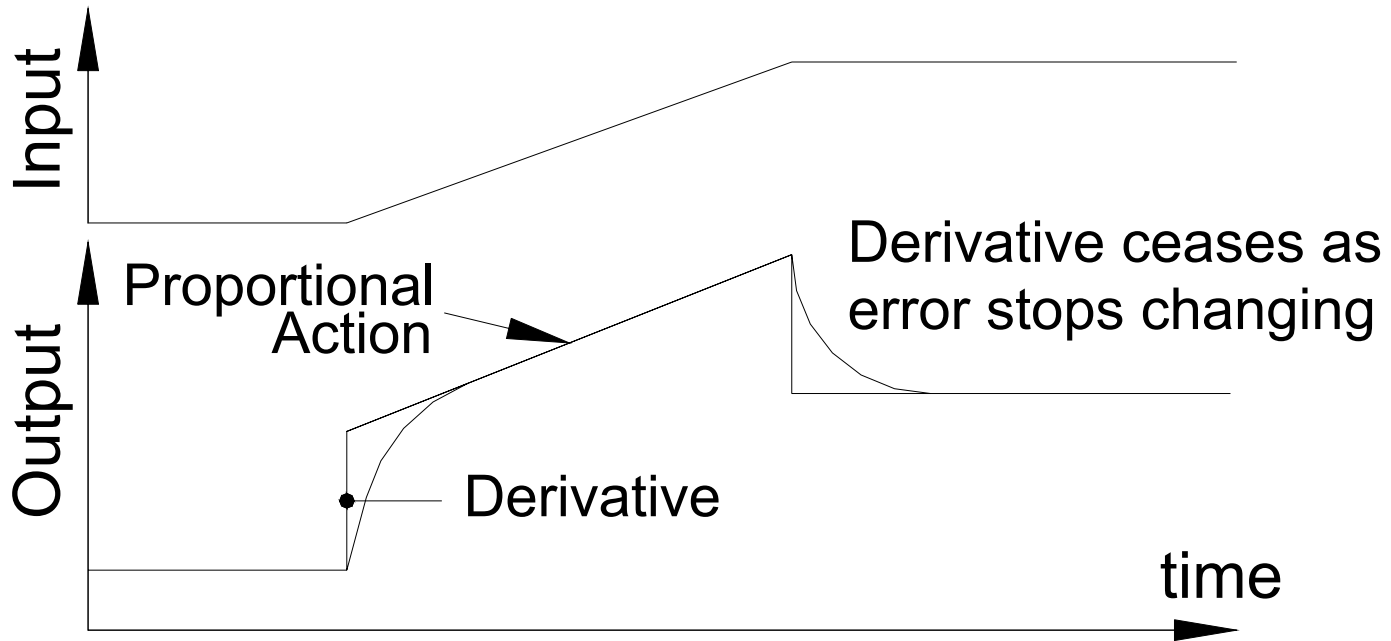 Input
Output
Proportional
Action
Derivative
Derivative ceases as
error stops changing
time